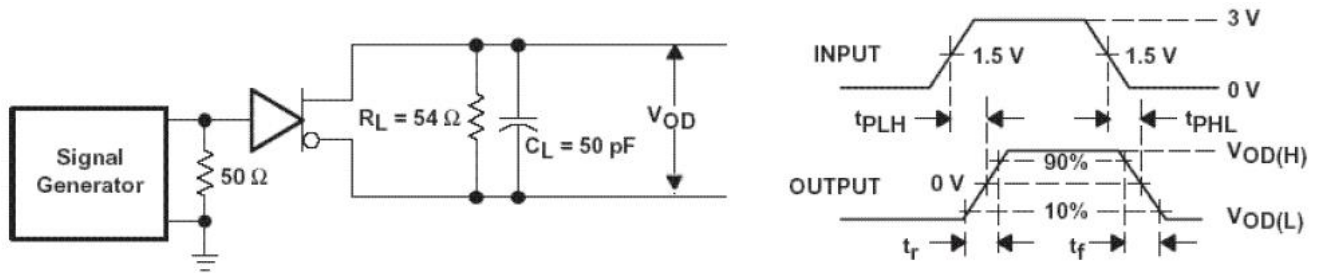 Signal
Generator
50 Ω
R_L = 54 Ω
C_L = 50 pF
V_OD
INPUT
3 V
1.5 V
1.5 V
0 V
t_PLH
t_PHL
OUTPUT
0 V
90%
10%
V_OD(H)
V_OD(L)
t_r
t_f